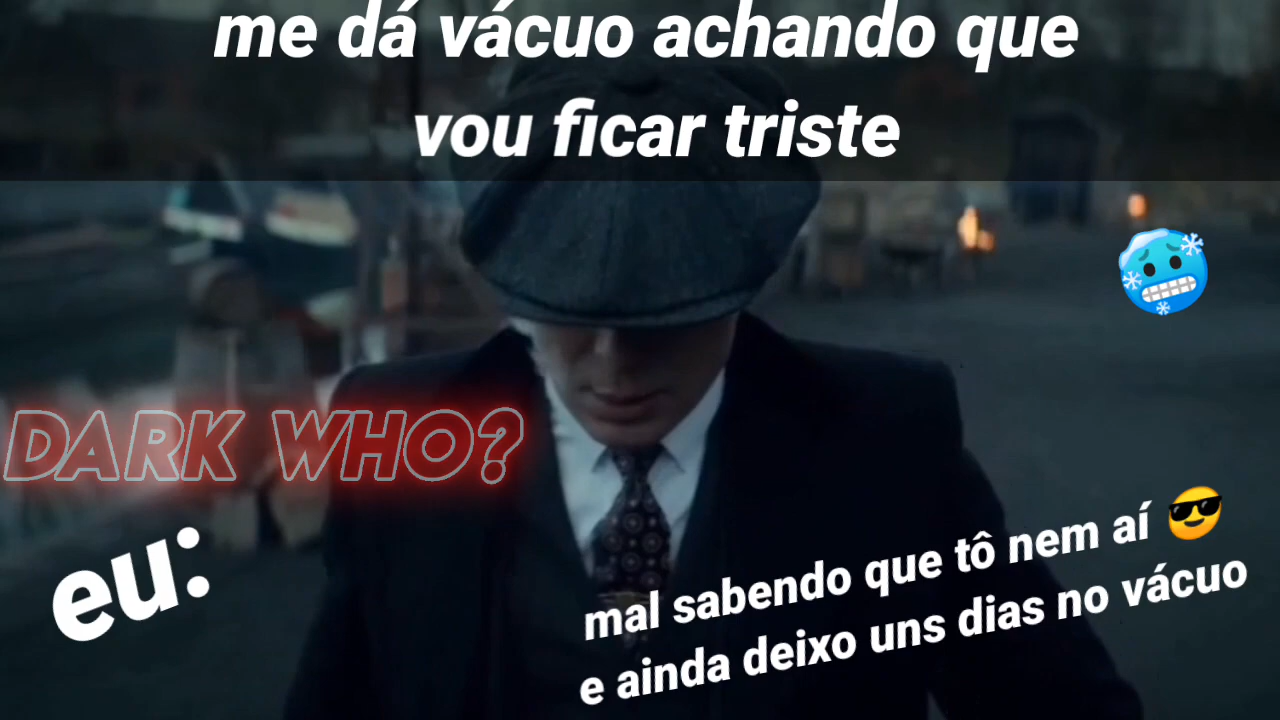 me dá vácuo achando que
vou ficar triste
DARK WHO?
eu:
mal sabendo que tô nem aí 😎
e ainda deixo uns dias no vácuo